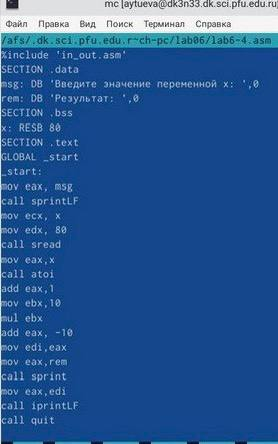 mc [aytueva@dk3n33.dk.sci.pfu.edu.ru]
Файл Правка Вид Поиск Терминал Справка
/afs/.dk.sci.pfu.edu.r~ch-pc/lab06/lab6-4.asm
%include 'in_out.asm'
SECTION .data
msg: DB 'Введите значение переменной x: ',0
rem: DB 'Результат: ',0
SECTION .bss
x: RESB 80
SECTION .text
GLOBAL _start
_start:
mov eax, msg
call sprintLF
mov ecx, x
mov edx, 80
call sread
mov eax,x
call atoi
add eax,1
mov ebx,10
mul ebx
add eax, -10
mov edi,eax
mov eax,rem
call sprint
mov eax,edi
call iprintLF
call quit